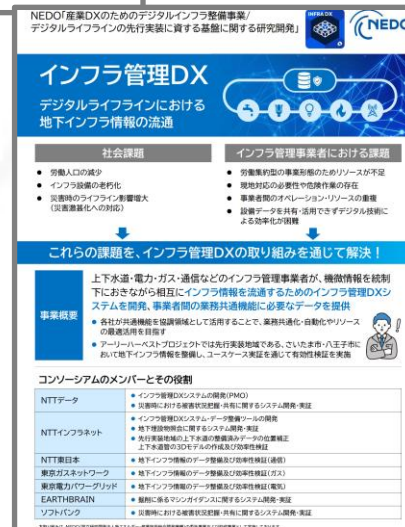 NEDO「産業DXのためのデジタルインフラ整備事業/
デジタルライフラインの先行実装に資する基盤に関する研究開発」
INFRA DX
NEDO
インフラ管理DX
デジタルライフラインにおける
地下インフラ情報の流通
社会課題
● 労働人口の減少
● インフラ設備の老朽化
● 災害時のライフライン影響増大
(災害激甚化への対応)
インフラ管理事業者における課題
● 労働集約型の事業形態のためリソースが不足
● 現地対応の必要性や危険作業の存在
● 事業者間のオペレーション・リソースの重複
● 設備データを共有・活用できずデジタル技術に
よる効率化が困難
これらの課題を、インフラ管理DXの取り組みを通じて解決!
事業概要
上下水道・電力・ガス・通信などのインフラ管理事業者が、機微情報を統制
下におきながら相互にインフラ情報を流通するためのインフラ管理DXシ
ステムを開発、事業者間の業務共通機能に必要なデータを提供
● 各社が共通機能を協調領域として活用することで、業務共通化・自動化やリソース
の最適活用を目指す
● アーリーハーベストプロジェクトでは先行実装地域である、さいたま市・八王子市に
おいて地下インフラ情報を整備し、ユースケース実証を通じて有効性検証を実施
コンソーシアムのメンバーとその役割
NTTデータ
● インフラ管理DXシステムの開発(PMO)
● 災害時における被害状況把握・共有に関するシステム開発・実証
NTTインフラネット
● インフラ管理DXシステム・データ整備ツールの開発
● 地下埋設物照会に関するシステム開発・実証
● 先行実装地域の上下水道の整備済みデータの位置補正
上下水道管の3Dモデルの作成及び効率性検証
NTT東日本
● 地下インフラ情報のデータ整備及び効率性検証(通信)
東京ガスネットワーク
● 地下インフラ情報のデータ整備及び効率性検証(ガス)
東京電力パワーグリッド
● 地下インフラ情報のデータ整備及び効率性検証(電気)
EARTHBRAIN
● 掘削に係るマシンガイダンスに関するシステム開発・実証
ソフトバンク
● 災害時における被害状況把握・共有に関するシステム開発・実証